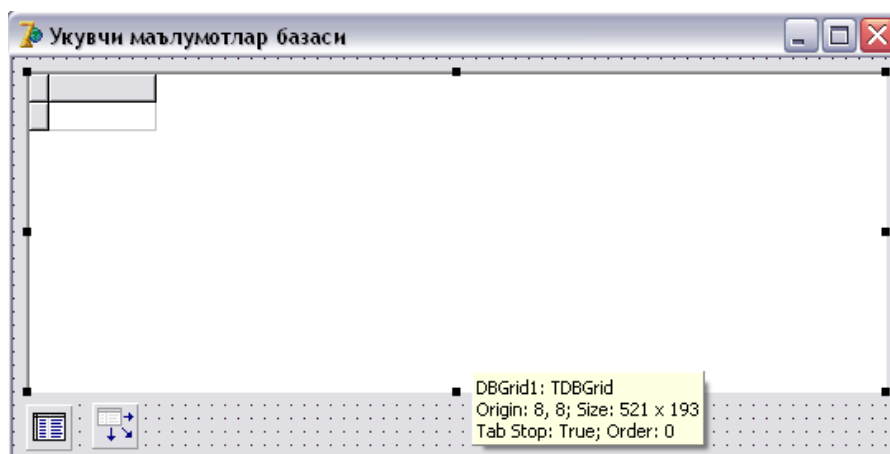 Укувчи маълумотлар базаси
DBGrid1: TDBGrid
Origin: 8, 8; Size: 521 x 193
Tab Stop: True; Order: 0